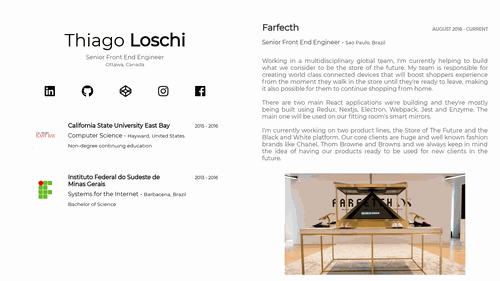 Thiago Loschi
Senior Front End Engineer
Ottawa, Canada
California State University East Bay
2015 - 2016
Computer Science - Hayward, United States
Non-degree continuing education
Instituto Federal do Sudeste de
Minas Gerais
2013 - 2016
Systems for the Internet - Barbacena, Brazil
Bachelor of Science
Farfecth
AUGUST 2016 - CURRENT
Senior Front End Engineer - Sao Paulo, Brazil
Working in a multidisciplinary global team, I'm currently helping to build
what we consider to be the store of the future. My team is responsible for
creating world class connected devices that will boost shoppers experience
from the moment they walk in the store until they're ready to leave, making
it also possible for them to continue shopping from home.
There are two main React applications we're building and they're mostly
being built using Redux, Nextjs, Electron, Webpack, Jest and Enzyme. The
main one will be used on our fitting room's smart mirrors.
I'm currently working on two product lines, the Store of The Future and the
Black and White platform. Our core clients are huge and well known fashion
brands like Chanel, Thom Browne and Browns and we always keep in mind
the idea of having our products ready to be used for new clients in the
future.
FARFETCH OS